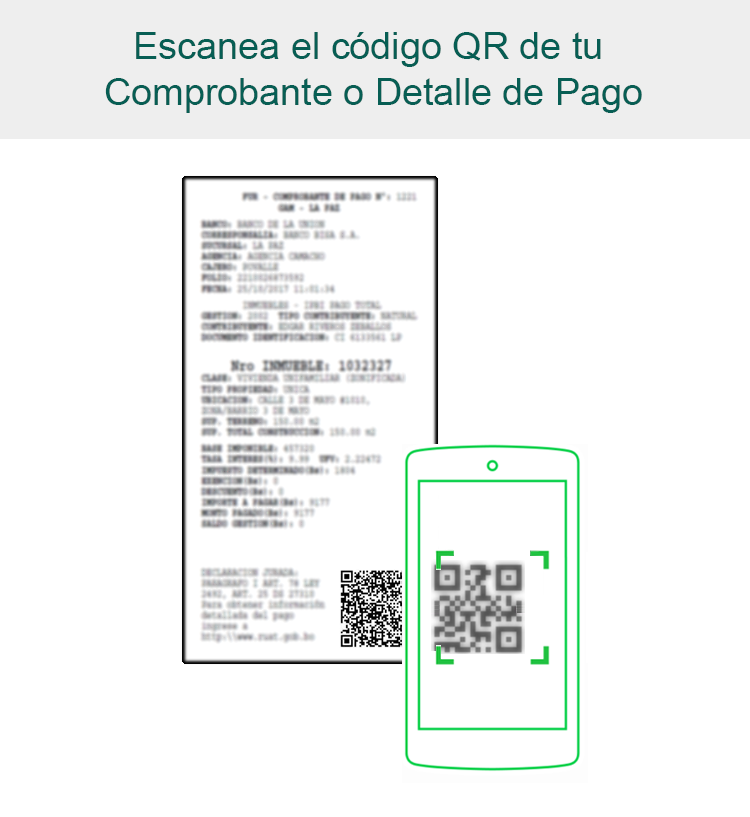 Escanea el código QR de tu
Comprobante o Detalle de Pago
FUR - COMPROBANTE DE PAGO N°: 1221
GAM - LA PAZ
BANCO: BANCO DE LA UNION
CORRESPONSALIA: BANCO BISA S.A.
SUCURSAL: LA PAZ
AGENCIA: AGENCIA CAMACHO
CAJERO:
FOLIO: 2210026873592
FECHA: 25/10/2017 11:01:34
INMUEBLES - IPBI PAGO TOTAL
GESTION: 2002 TIPO CONTRIBUYENTE: NATURAL
CONTRIBUYENTE: EDGAR RIVEROS ZEBALLOS
DOCUMENTO IDENTIFICACION: CI 6133561 LP
Nro INMUEBLE: 1032327
CLASE: VIVIENDA UNIFAMILIAR (ZONIFICADA)
TIPO PROPIEDAD: UNICA
UBICACION: CALLE 3 DE MAYO #1010,
ZONA/BARRIO 3 DE MAYO
SUP. TERRENO: 150.00 M2
SUP. TOTAL CONSTRUCCION: 150.00 M2
BASE IMPONIBLE: 457320
TASA INTERES(%): 9.99 UFV: 2.22472
IMPUESTO DETERMINADO(Bs): 1806
EXENCION(Bs): 0
DESCUENTO(Bs): 0
IMPORTE A PAGAR(Bs): 9177
MONTO PAGADO(Bs): 9177
SALDO GESTION(Bs): 0
DECLARACION JURADA:
PARAGRAFO I ART. 78 LEY
2492, ART. 25 DS 27310
Para obtener información
detallada del pago
ingrese a
http:\\www.ruat.gob.bo